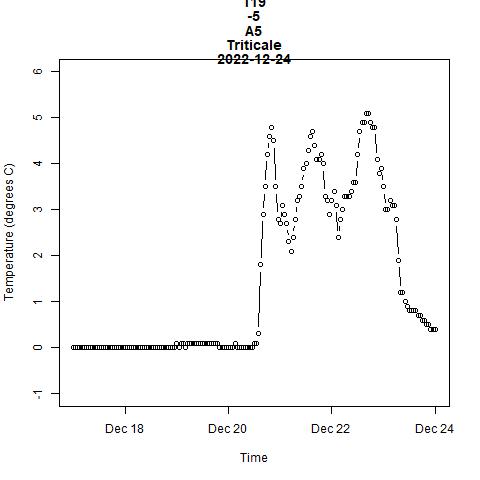 T19
-5
A5
Triticale
2022-12-24
6
5
4
3
2
1
0
-1
Temperature (degrees C)
Dec 18 Dec 20 Dec 22 Dec 24
Time